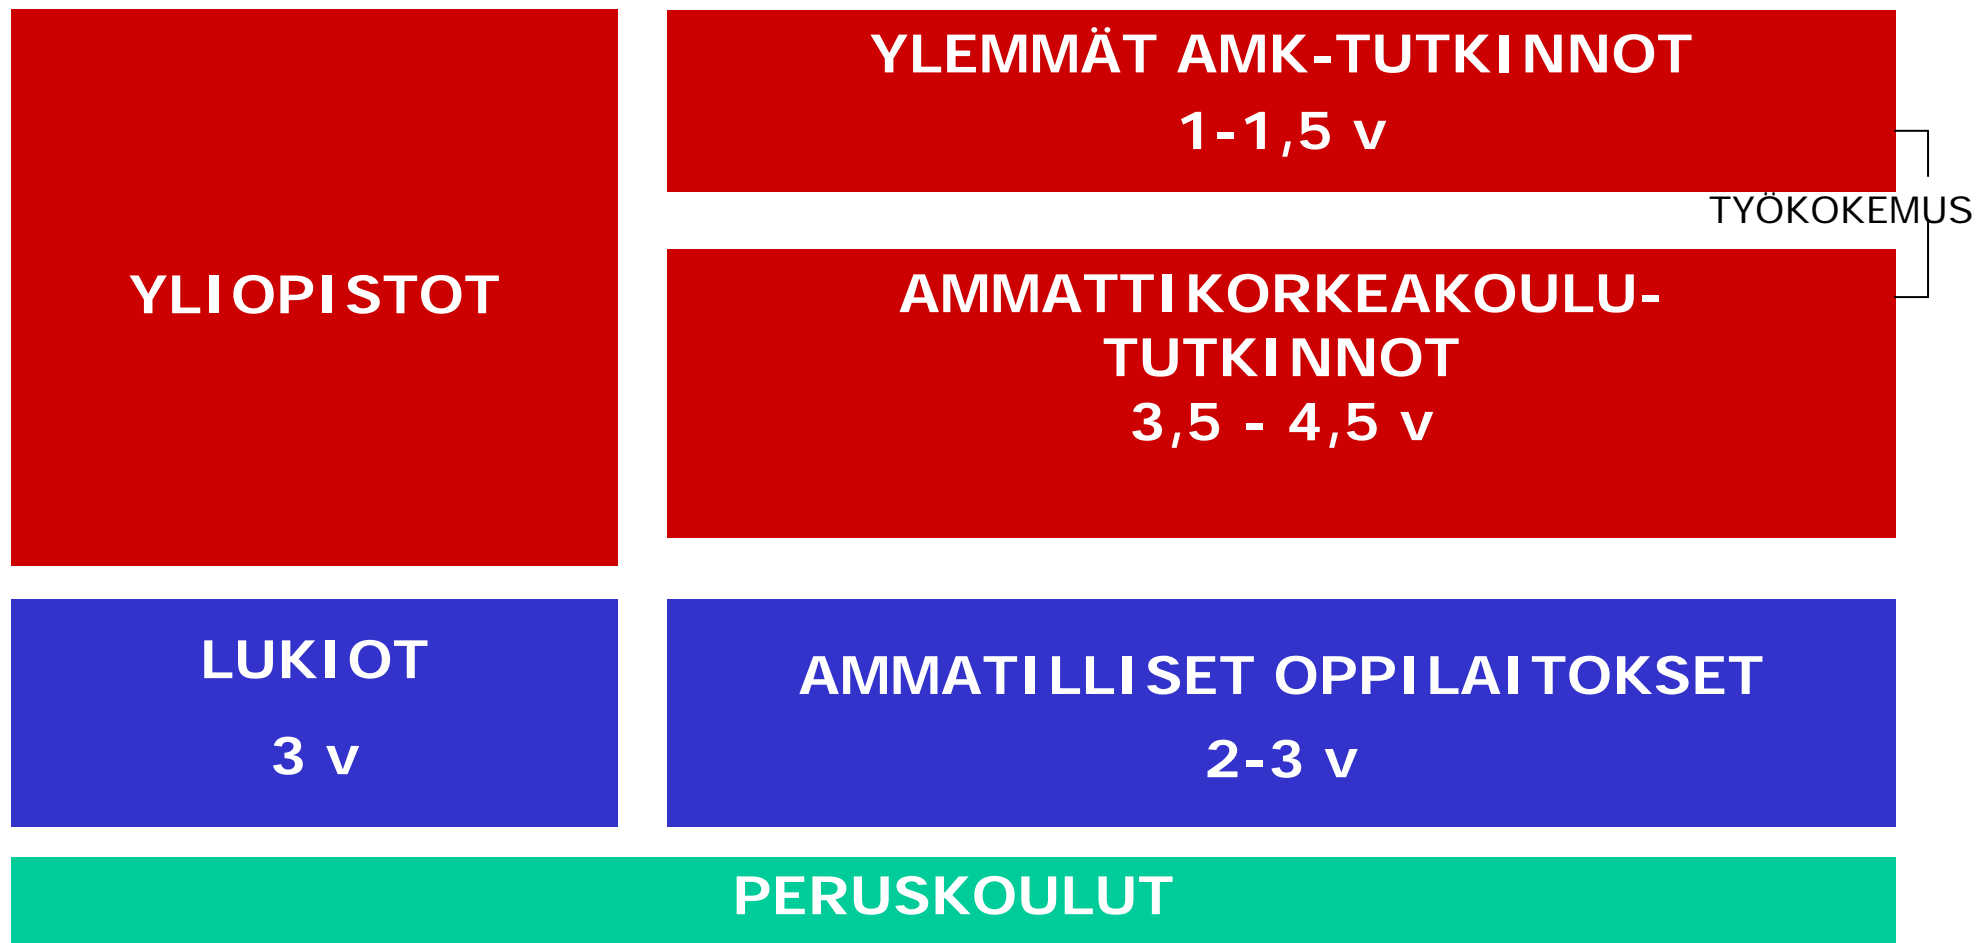 YLEMMÄT AMK-TUTKINNOT
1-1,5 v
TYÖKOKEMUS
YLIOPISTOT
AMMATTIKORKEAKOULU-
TUTKINNOT
3,5 - 4,5 v
LUKIOT
3 v
AMMATILLISET OPPILAITOKSET
2-3 v
PERUSKOULUT